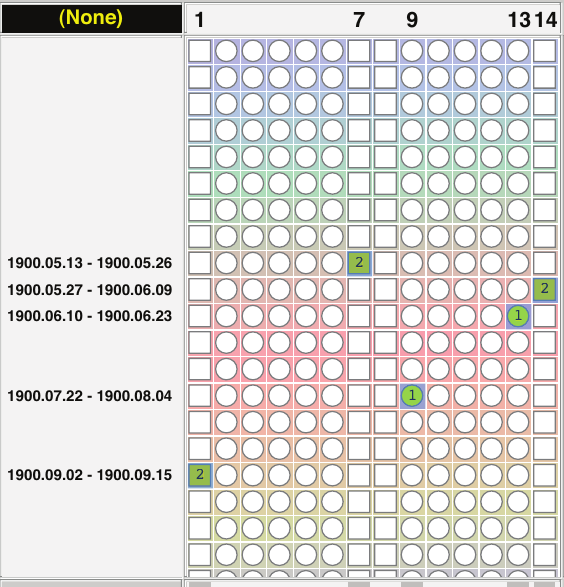 (None) 1 7 9 13 14
1900.05.13 - 1900.05.26 2
1900.05.27 - 1900.06.09 2
1900.06.10 - 1900.06.23 1
1900.07.22 - 1900.08.04 1
1900.09.02 - 1900.09.15 2